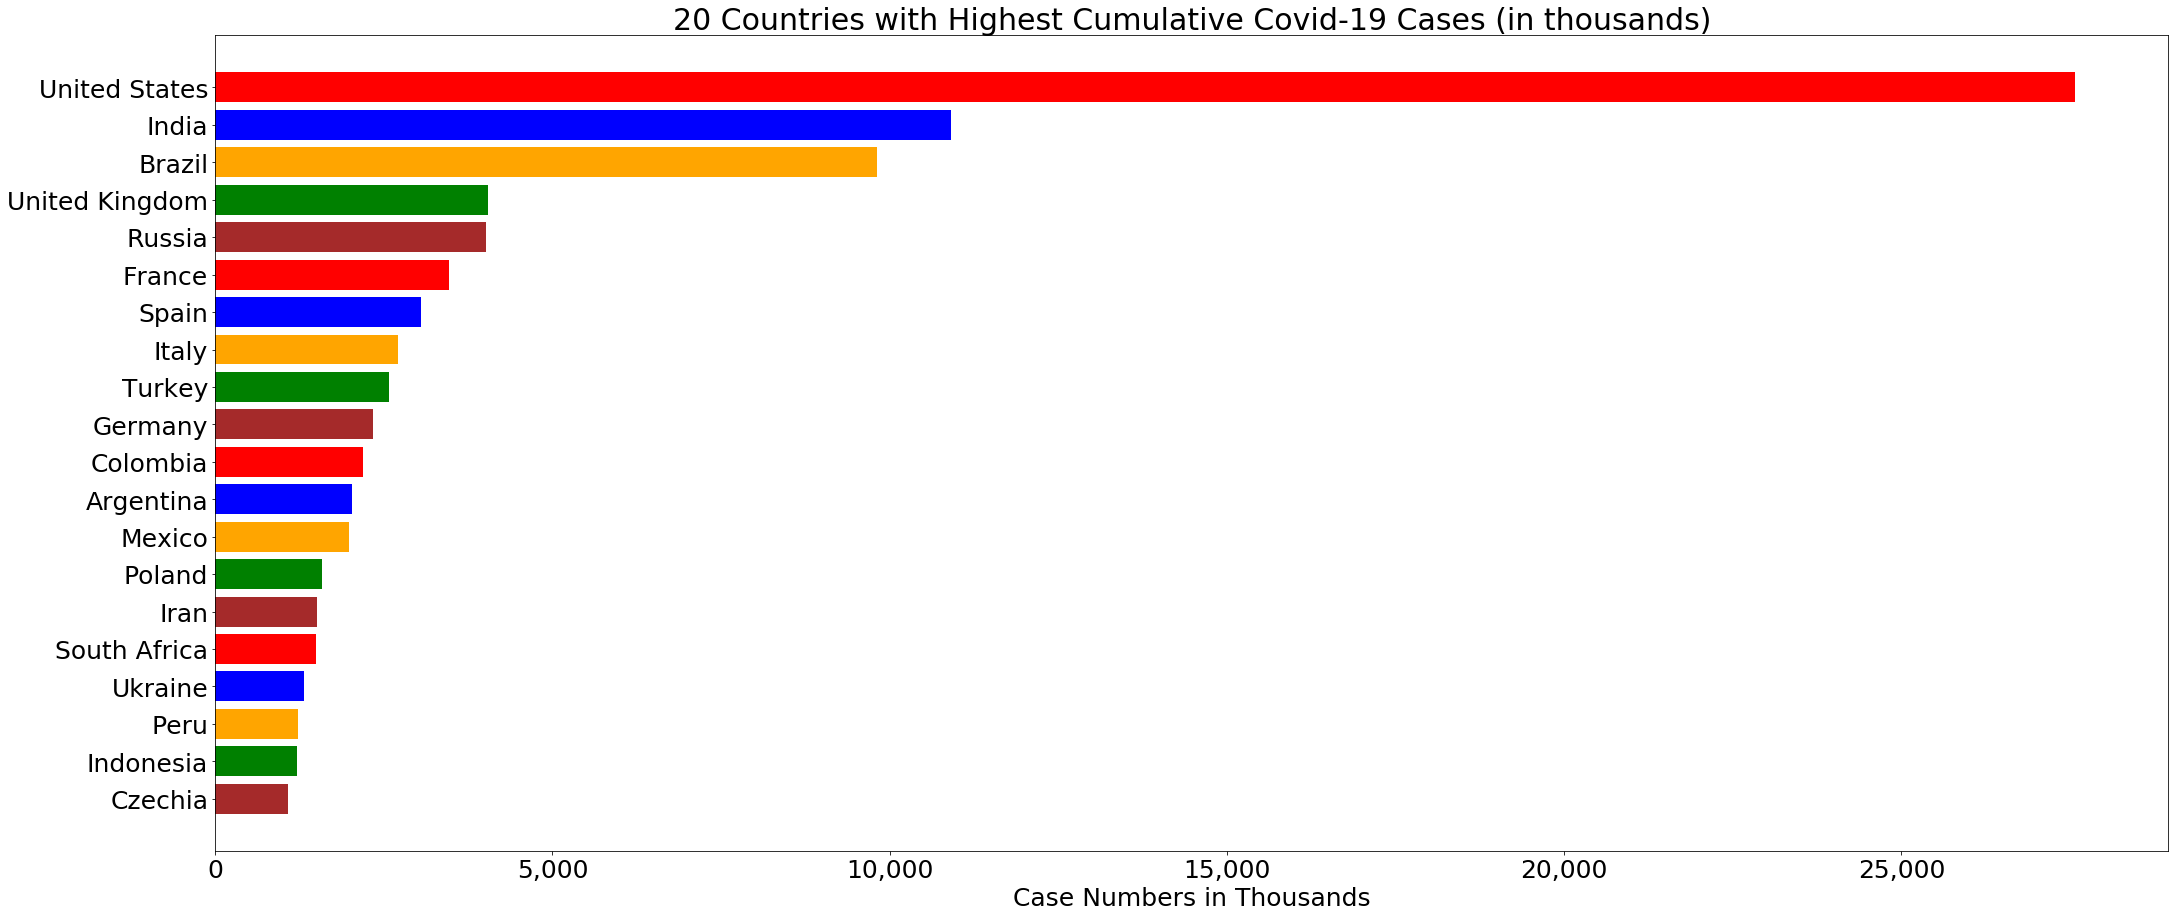 20 Countries with Highest Cumulative Covid-19 Cases (in thousands)
United States
India
Brazil
United Kingdom
Russia
France
Spain
Italy
Turkey
Germany
Colombia
Argentina
Mexico
Poland
Iran
South Africa
Ukraine
Peru
Indonesia
Czechia
0 5,000 10,000 15,000 20,000 25,000
Case Numbers in Thousands